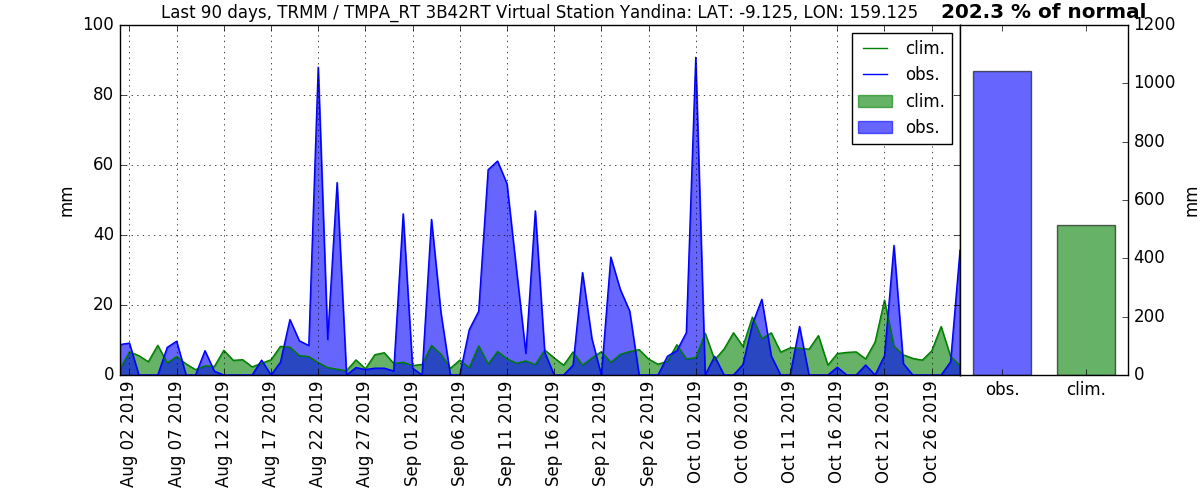 Last 90 days, TRMM / TMPA_RT 3B42RT Virtual Station Yandina: LAT: -9.125, LON: 159.125
202.3 % of normal
100
80
60
40
20
0
mm
clim.
obs.
clim.
obs.
1200
1000
800
600
400
200
0
mm
Aug 02 2019
Aug 07 2019
Aug 12 2019
Aug 17 2019
Aug 22 2019
Aug 27 2019
Sep 01 2019
Sep 06 2019
Sep 11 2019
Sep 16 2019
Sep 21 2019
Sep 26 2019
Oct 01 2019
Oct 06 2019
Oct 11 2019
Oct 16 2019
Oct 21 2019
Oct 26 2019
obs.
clim.